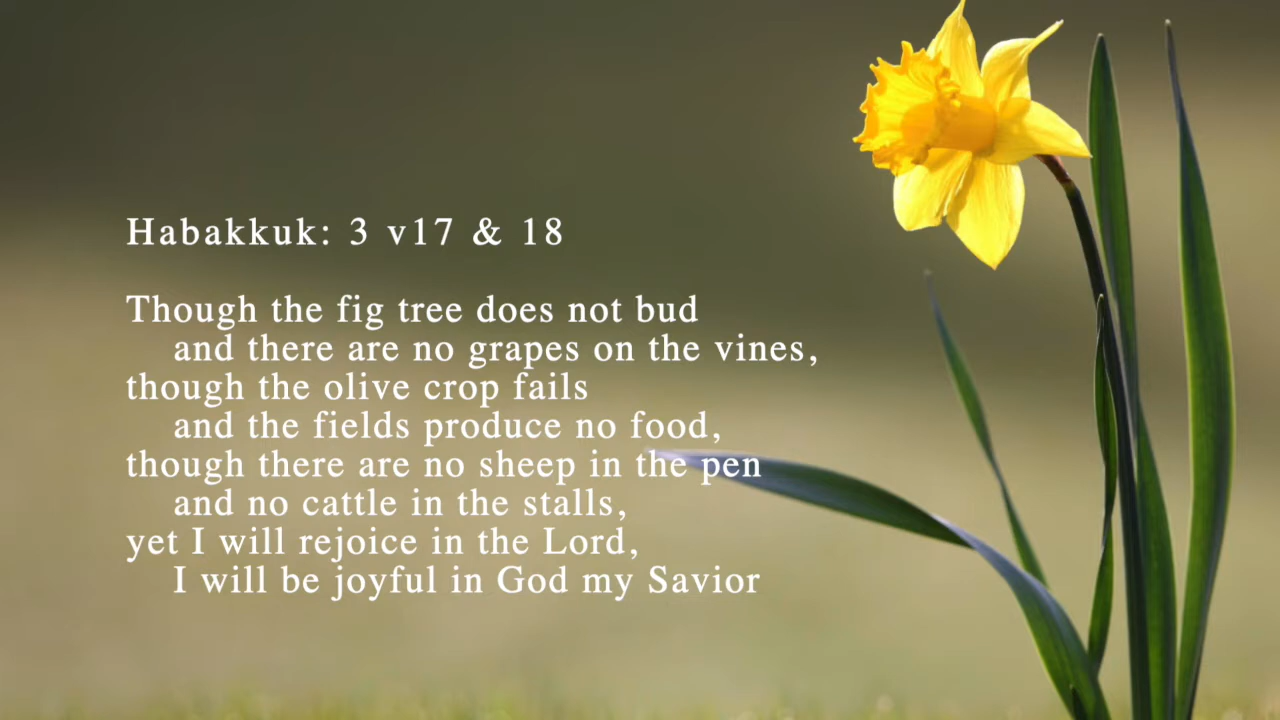 Habakkuk: 3 v17 & 18
Though the fig tree does not bud
and there are no grapes on the vines,
though the olive crop fails
and the fields produce no food,
though there are no sheep in the pen
and no cattle in the stalls,
yet I will rejoice in the Lord,
I will be joyful in God my Savior